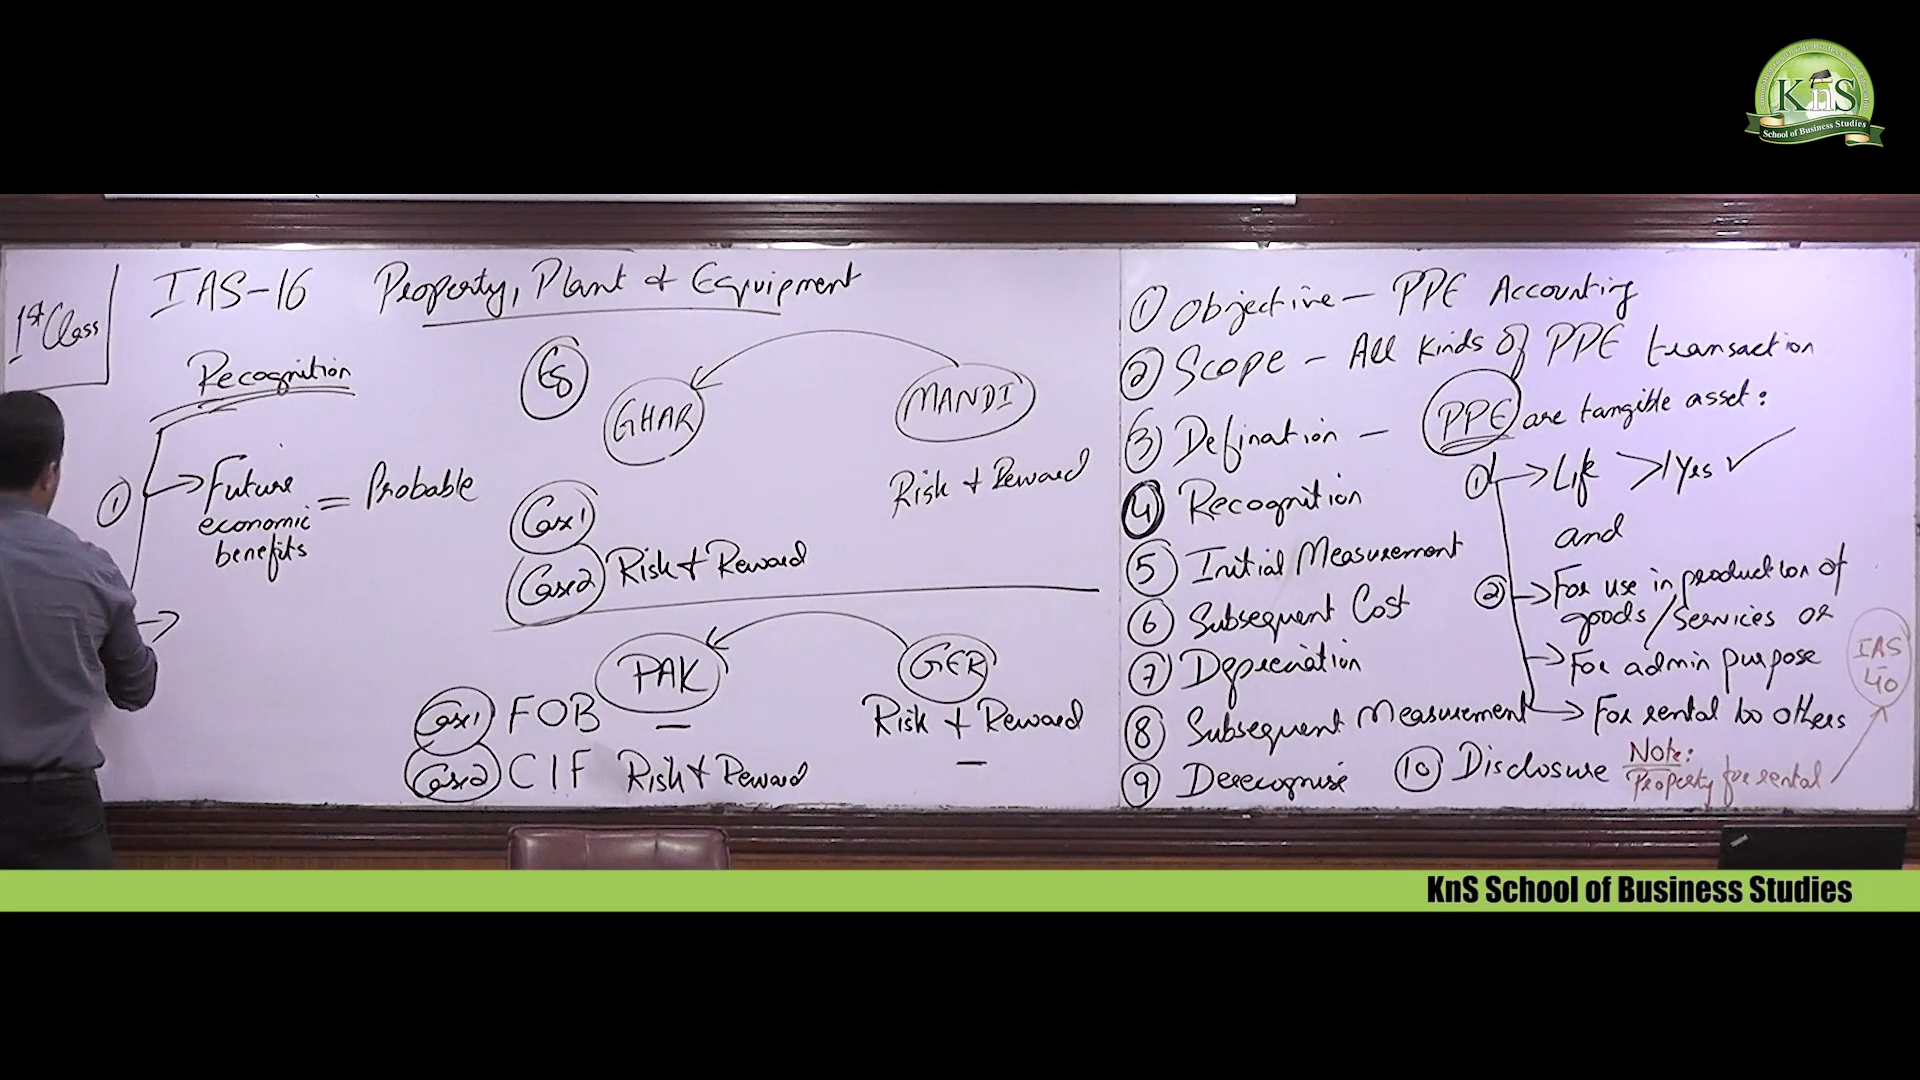 KnS
School of Business Studies
1st Class
IAS-16 Property, Plant & Equipment
Recognition
① Future economic benefits = Probable
Eg
GHAR
MANDI
Risk + Reward
Case 1
Case 2 Risk + Reward
PAK
GER
Case 1 FOB — Risk + Reward
Case 2 CIF Risk + Reward —
① Objective – PPE Accounting
② Scope – All kinds of PPE transaction
③ Defination – PPE are tangible asset:
① Life > 1 yes ✓
and
② For use in production of
goods/services or
For admin purpose
For rental to others
④ Recognition
⑤ Initial Measurement
⑥ Subsequent Cost
⑦ Depreciation
⑧ Subsequent Measurement
⑨ Derecognise
⑩ Disclosure
Note:
Property for rental
IAS-40
KnS School of Business Studies